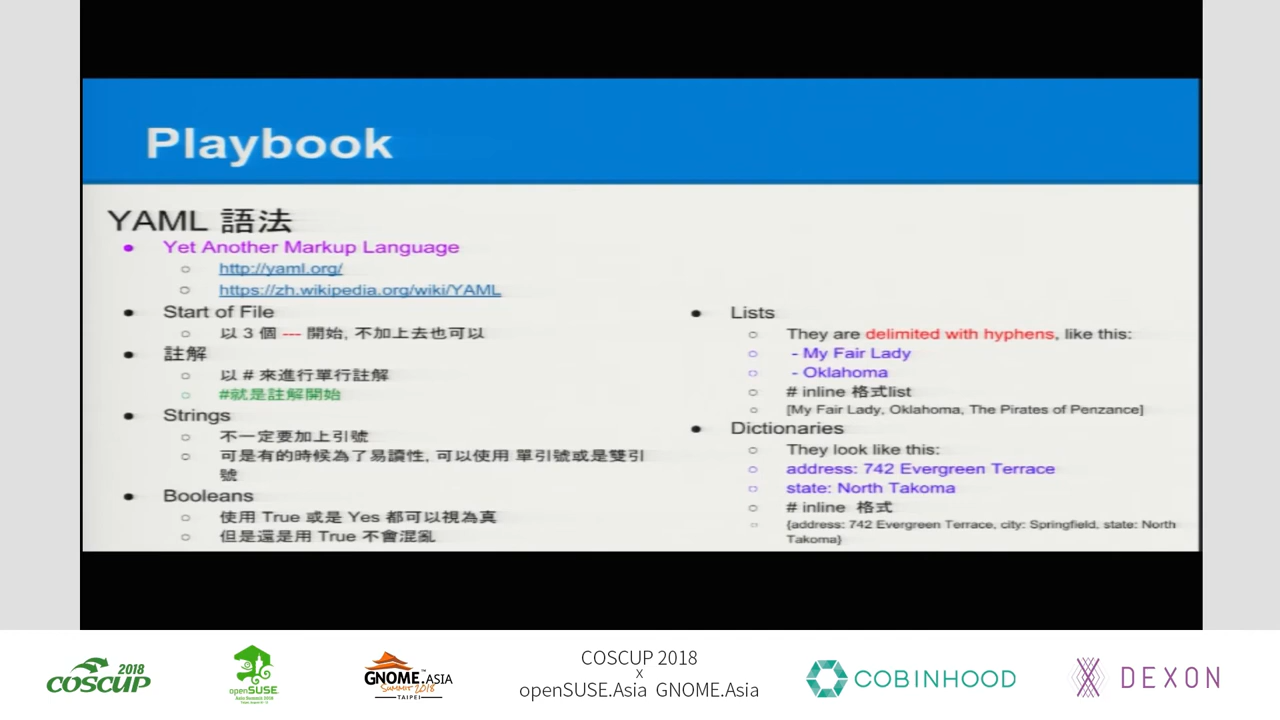 Playbook
YAML 語法
Yet Another Markup Language
http://yaml.org/
https://zh.wikipedia.org/wiki/YAML
Start of File
以 3 個 --- 開始, 不加上去也可以
註解
以 # 來進行單行註解
#就是註解開始
Strings
不一定要加上引號
可是有的時候為了易讀性, 可以使用 單引號或是雙引
號
Booleans
使用 True 或是 Yes 都可以視為真
但是還是用 True 不會混亂
Lists
They are delimited with hyphens, like this:
- My Fair Lady
- Oklahoma
# inline 格式list
[My Fair Lady, Oklahoma, The Pirates of Penzance]
Dictionaries
They look like this:
address: 742 Evergreen Terrace
state: North Takoma
# inline 格式
{address: 742 Evergreen Terrace, city: Springfield, state: North
Takoma}
2018
COSCUP
openSUSE
GNOME.ASIA
SUMMIT 2018
TAIPEI
COSCUP 2018
x
openSUSE.Asia GNOME.Asia
COBINHOOD
DEXON